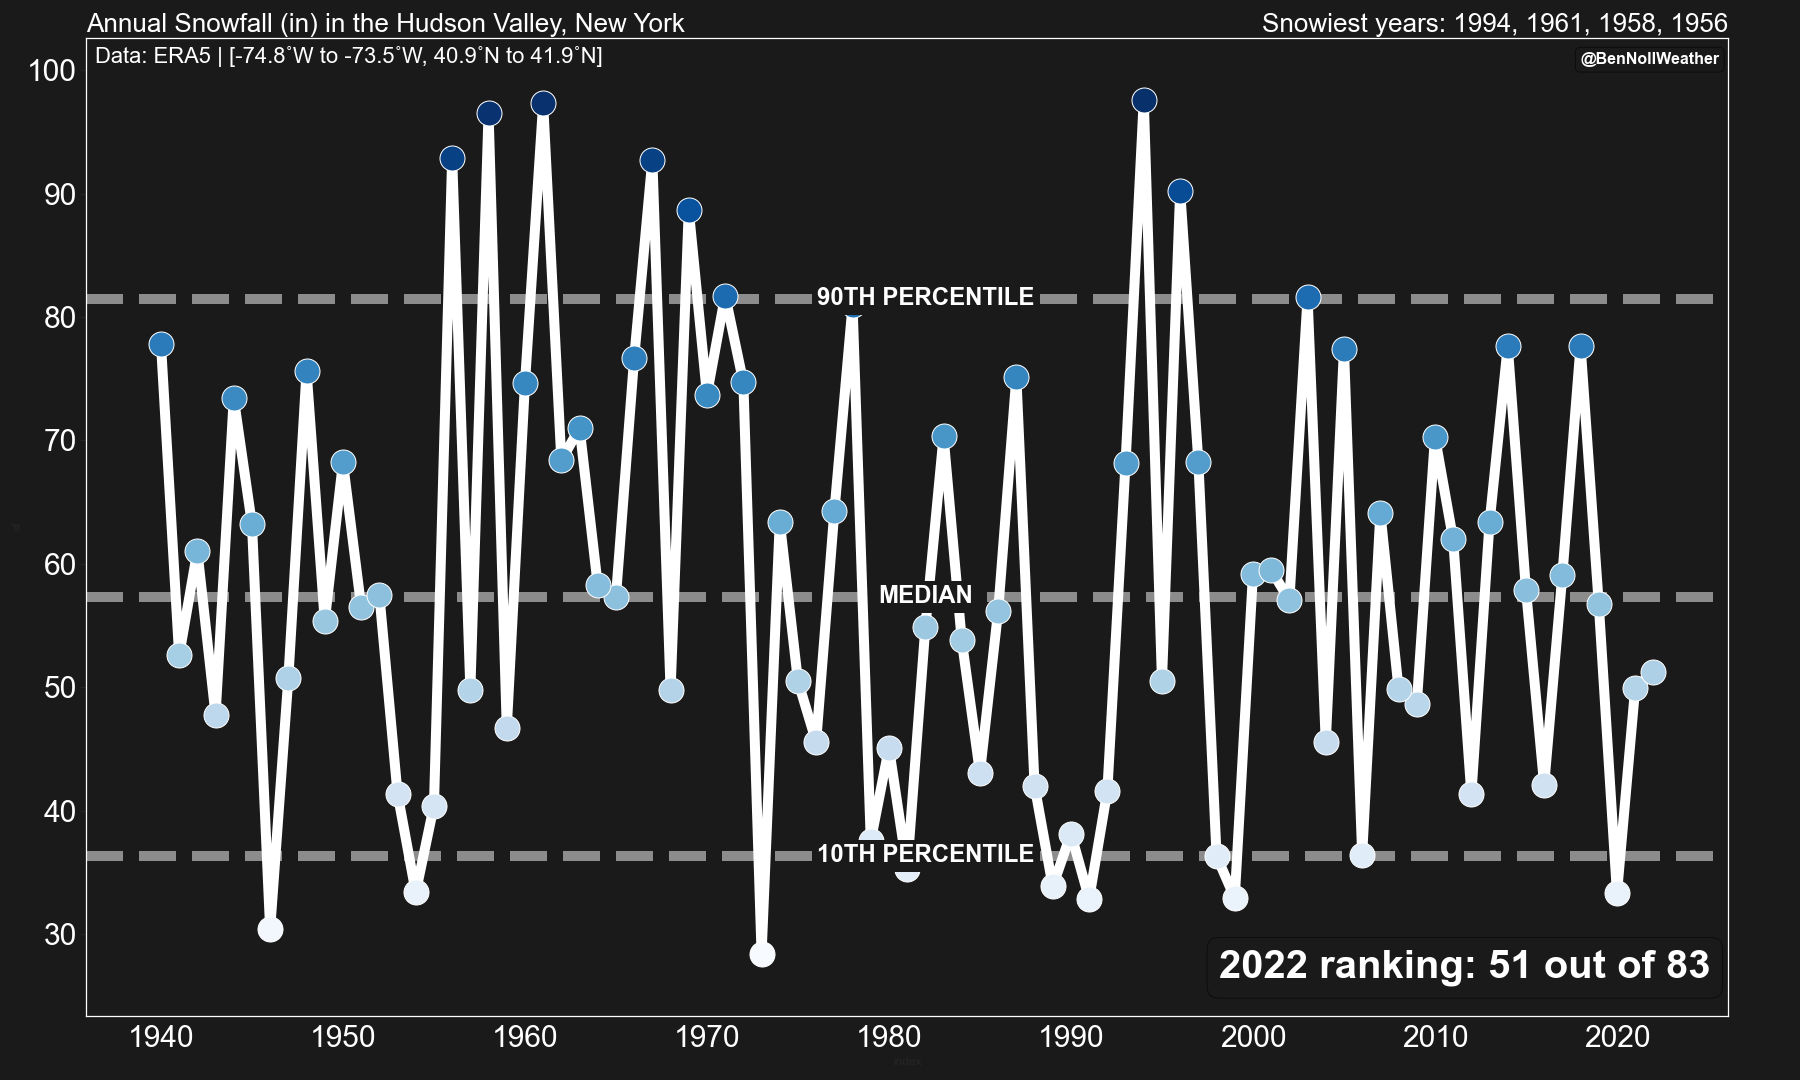 Annual Snowfall (in) in the Hudson Valley, New York
Snowiest years: 1994, 1961, 1958, 1956
Data: ERA5 | [-74.8°W to -73.5°W, 40.9°N to 41.9°N]
@BenNollWeather
100
90
80
70
60
50
40
30
90TH PERCENTILE
MEDIAN
10TH PERCENTILE
2022 ranking: 51 out of 83
1940 1950 1960 1970 1980 1990 2000 2010 2020
index